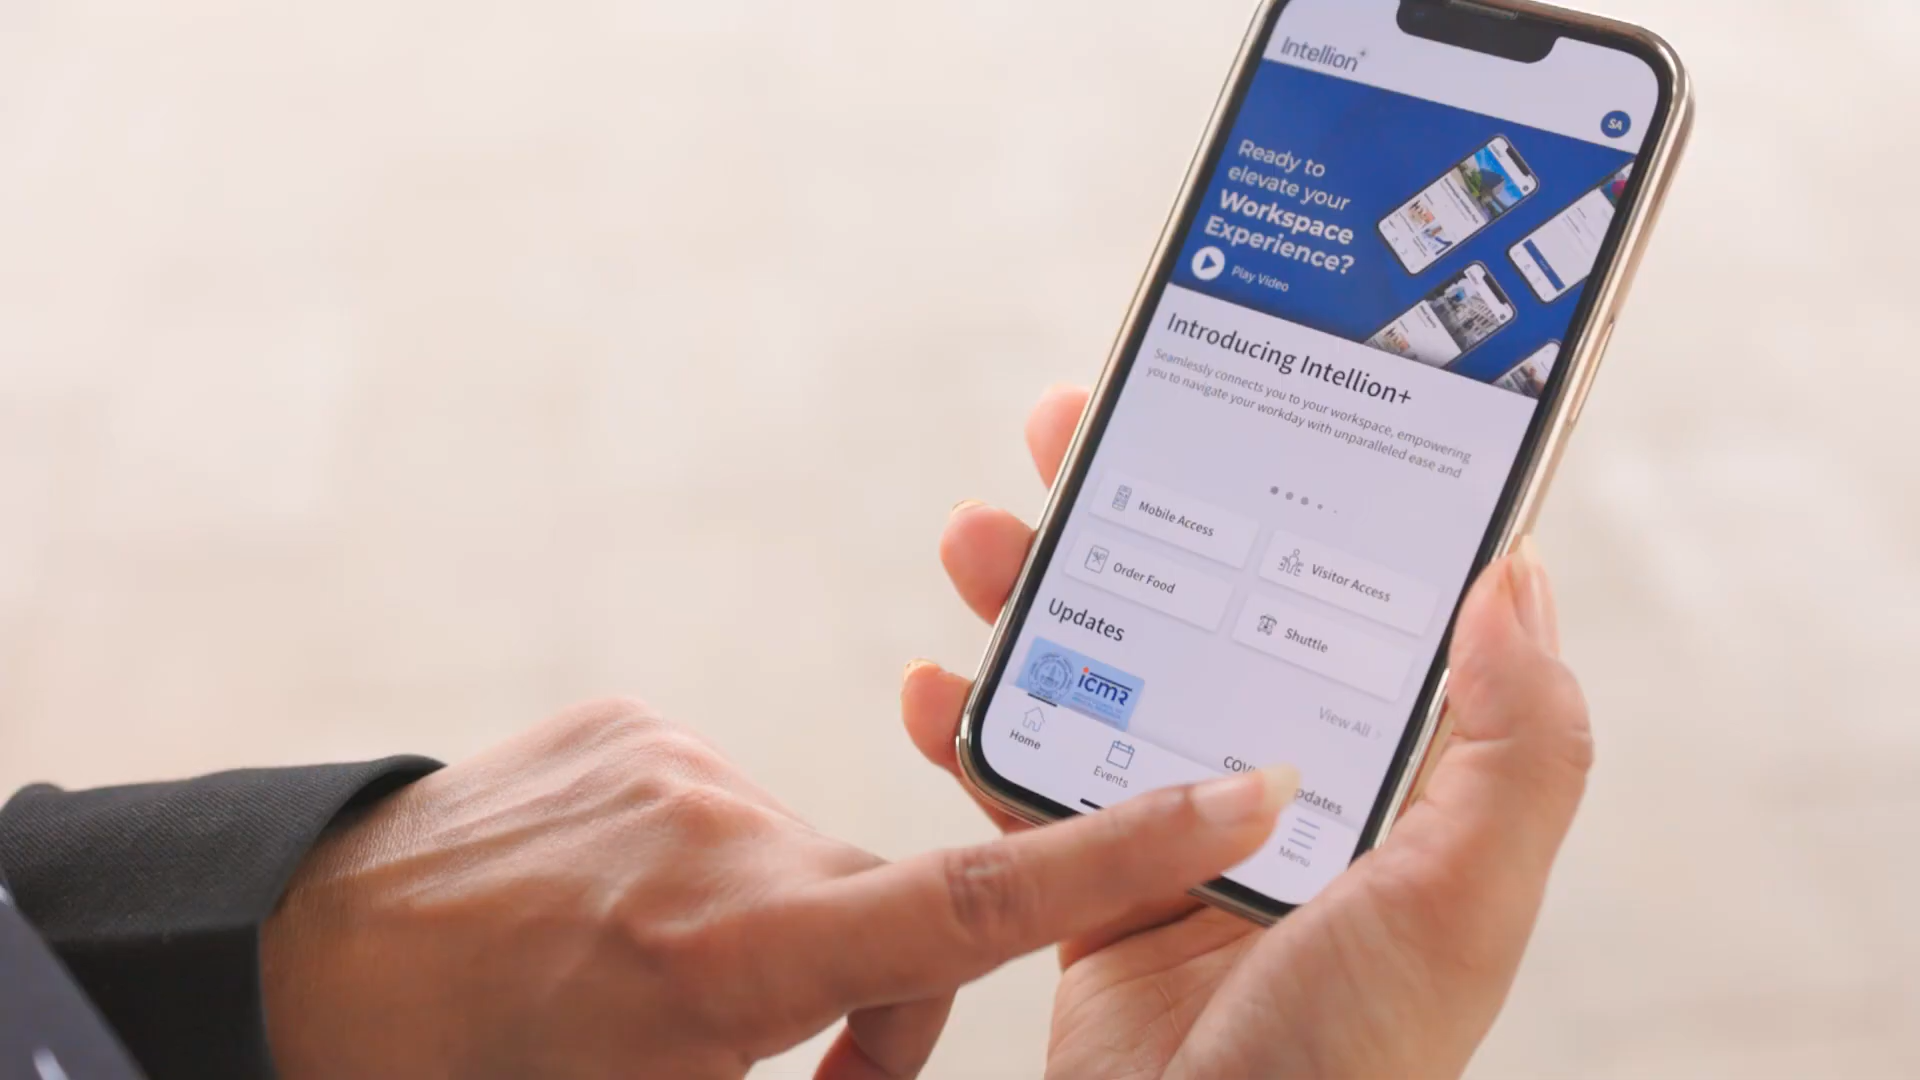 Intellion+
SA
Ready to
elevate your
Workspace
Experience?
Play Video
Introducing Intellion+
Seamlessly connects you to your workspace, empowering
you to navigate your workday with unparalleled ease and
Mobile Access
Visitor Access
Order Food
Shuttle
Updates
icmr
View All >
Home
Events
Menu